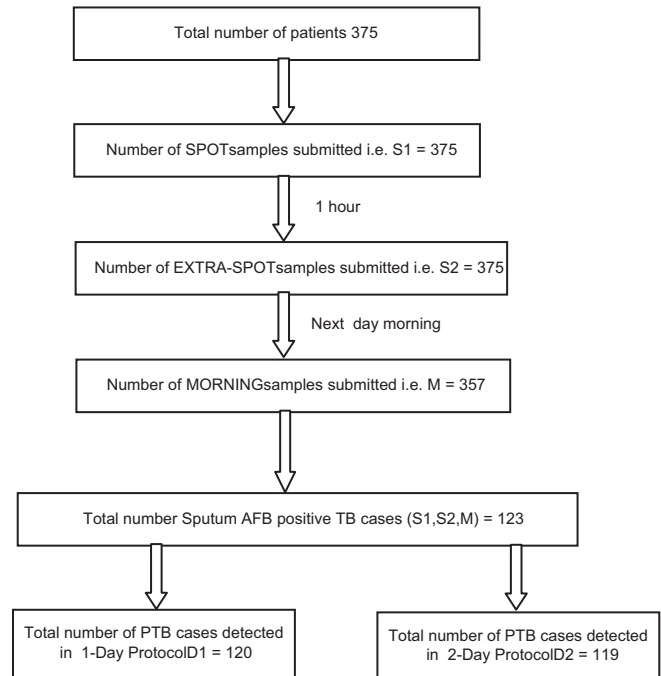 Total number of patients 375
Number of SPOTsamples submitted i.e. S1 = 375
1 hour
Number of EXTRA-SPOTsamples submitted i.e. S2 = 375
Next day morning
Number of MORNINGsamples submitted i.e. M = 357
Total number Sputum AFB positive TB cases (S1,S2,M) = 123
Total number of PTB cases detected
in 1-Day ProtocolD1 = 120
Total number of PTB cases detected
in 2-Day ProtocolD2 = 119